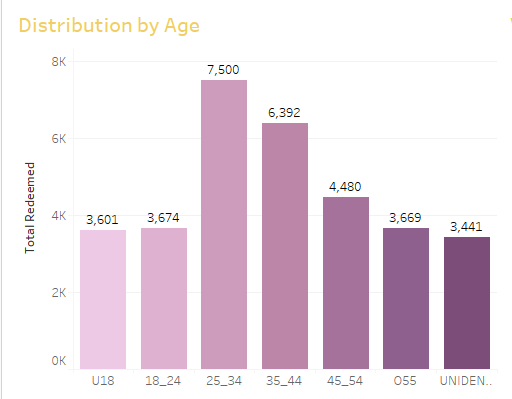 Distribution by Age
8K
6K
4K
2K
0K
Total Redeemed
3,601
3,674
7,500
6,392
4,480
3,669
3,441
U18
18_24
25_34
35_44
45_54
O55
UNIDEN..